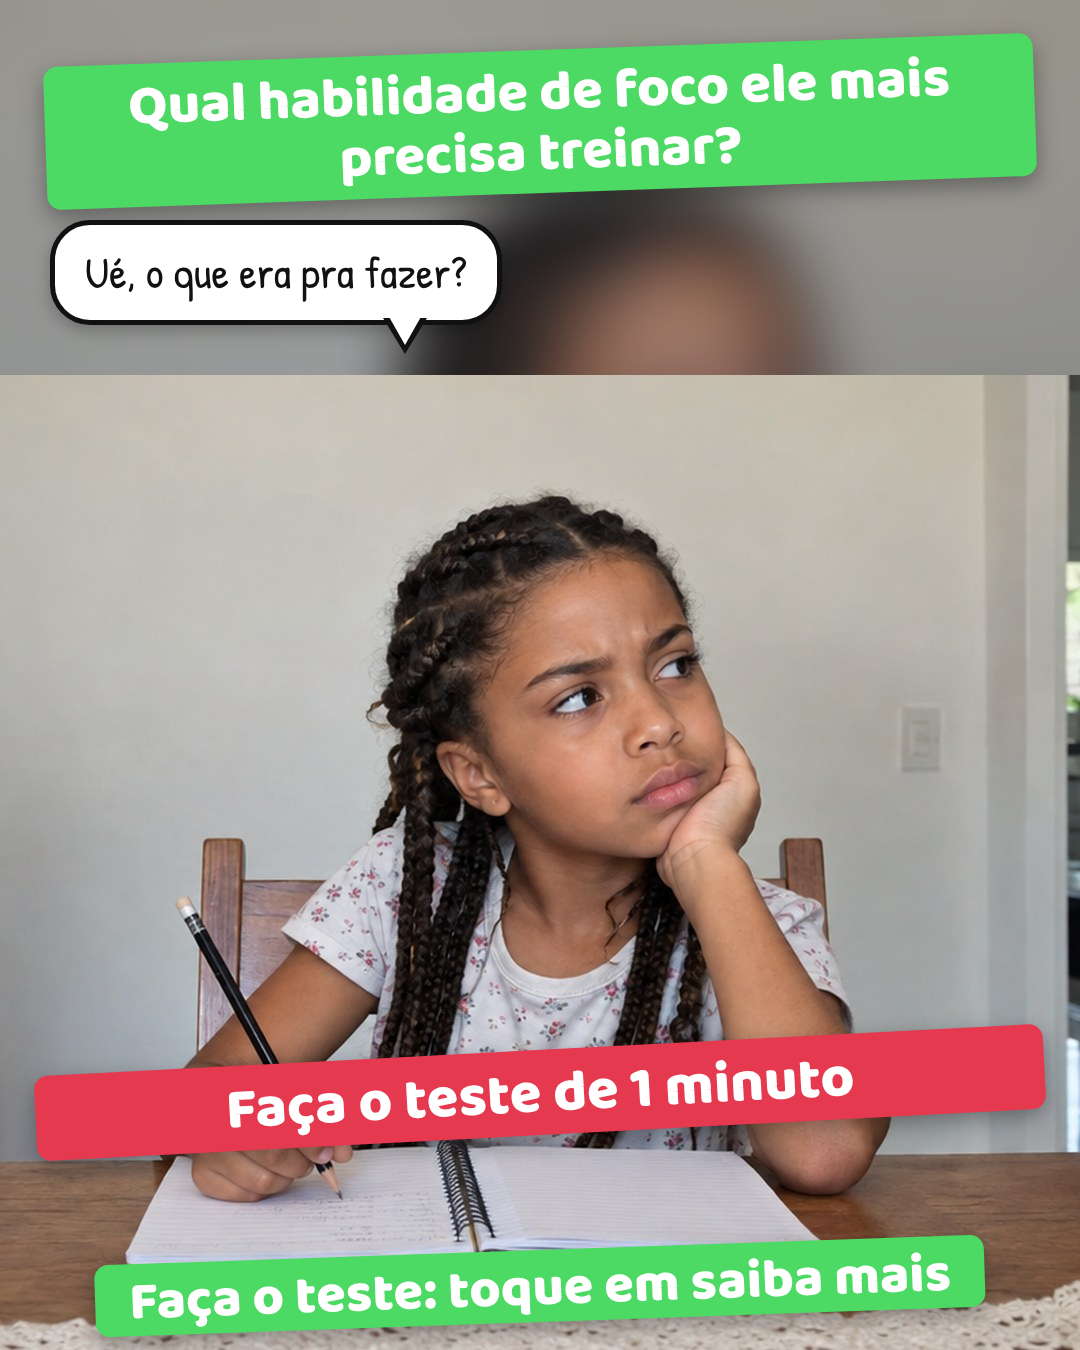 Qual habilidade de foco ele mais
precisa treinar?
Ué, o que era pra fazer?
Faça o teste de 1 minuto
Faça o teste: toque em saiba mais